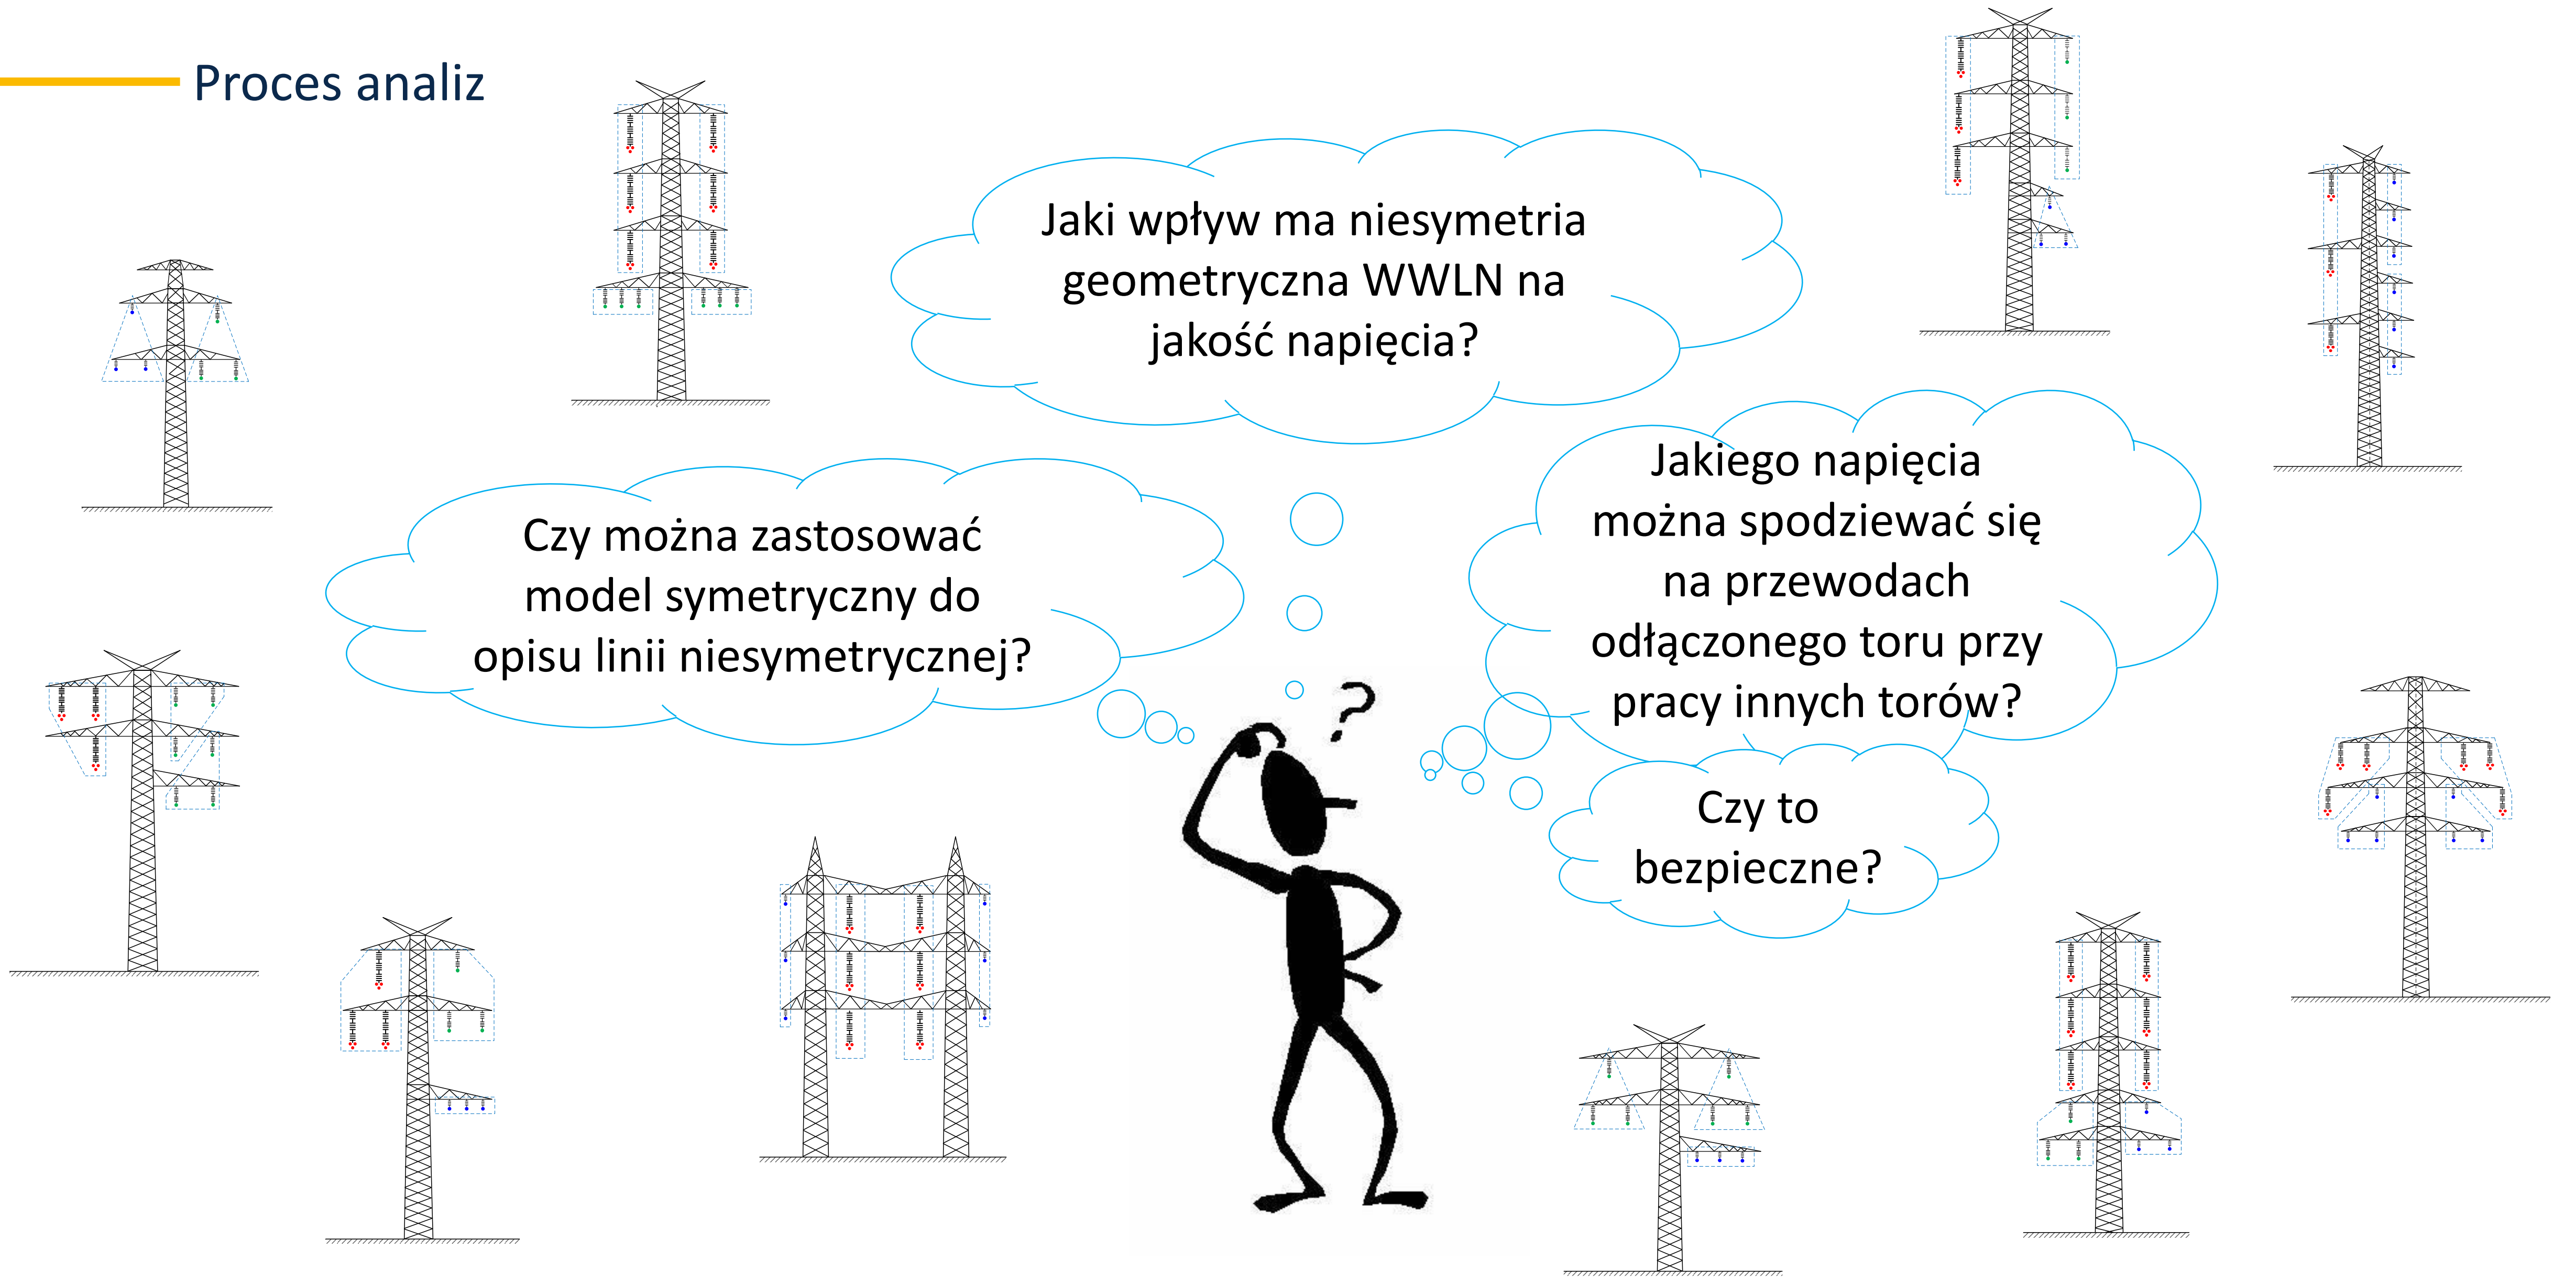 Proces analiz
Jaki wpływ ma niesymetria
geometryczna WWLN na
jakość napięcia?
Czy można zastosować
model symetryczny do
opisu linii niesymetrycznej?
Jakiego napięcia
można spodziewać się
na przewodach
odłączonego toru przy
pracy innych torów?
Czy to
bezpieczne?
?